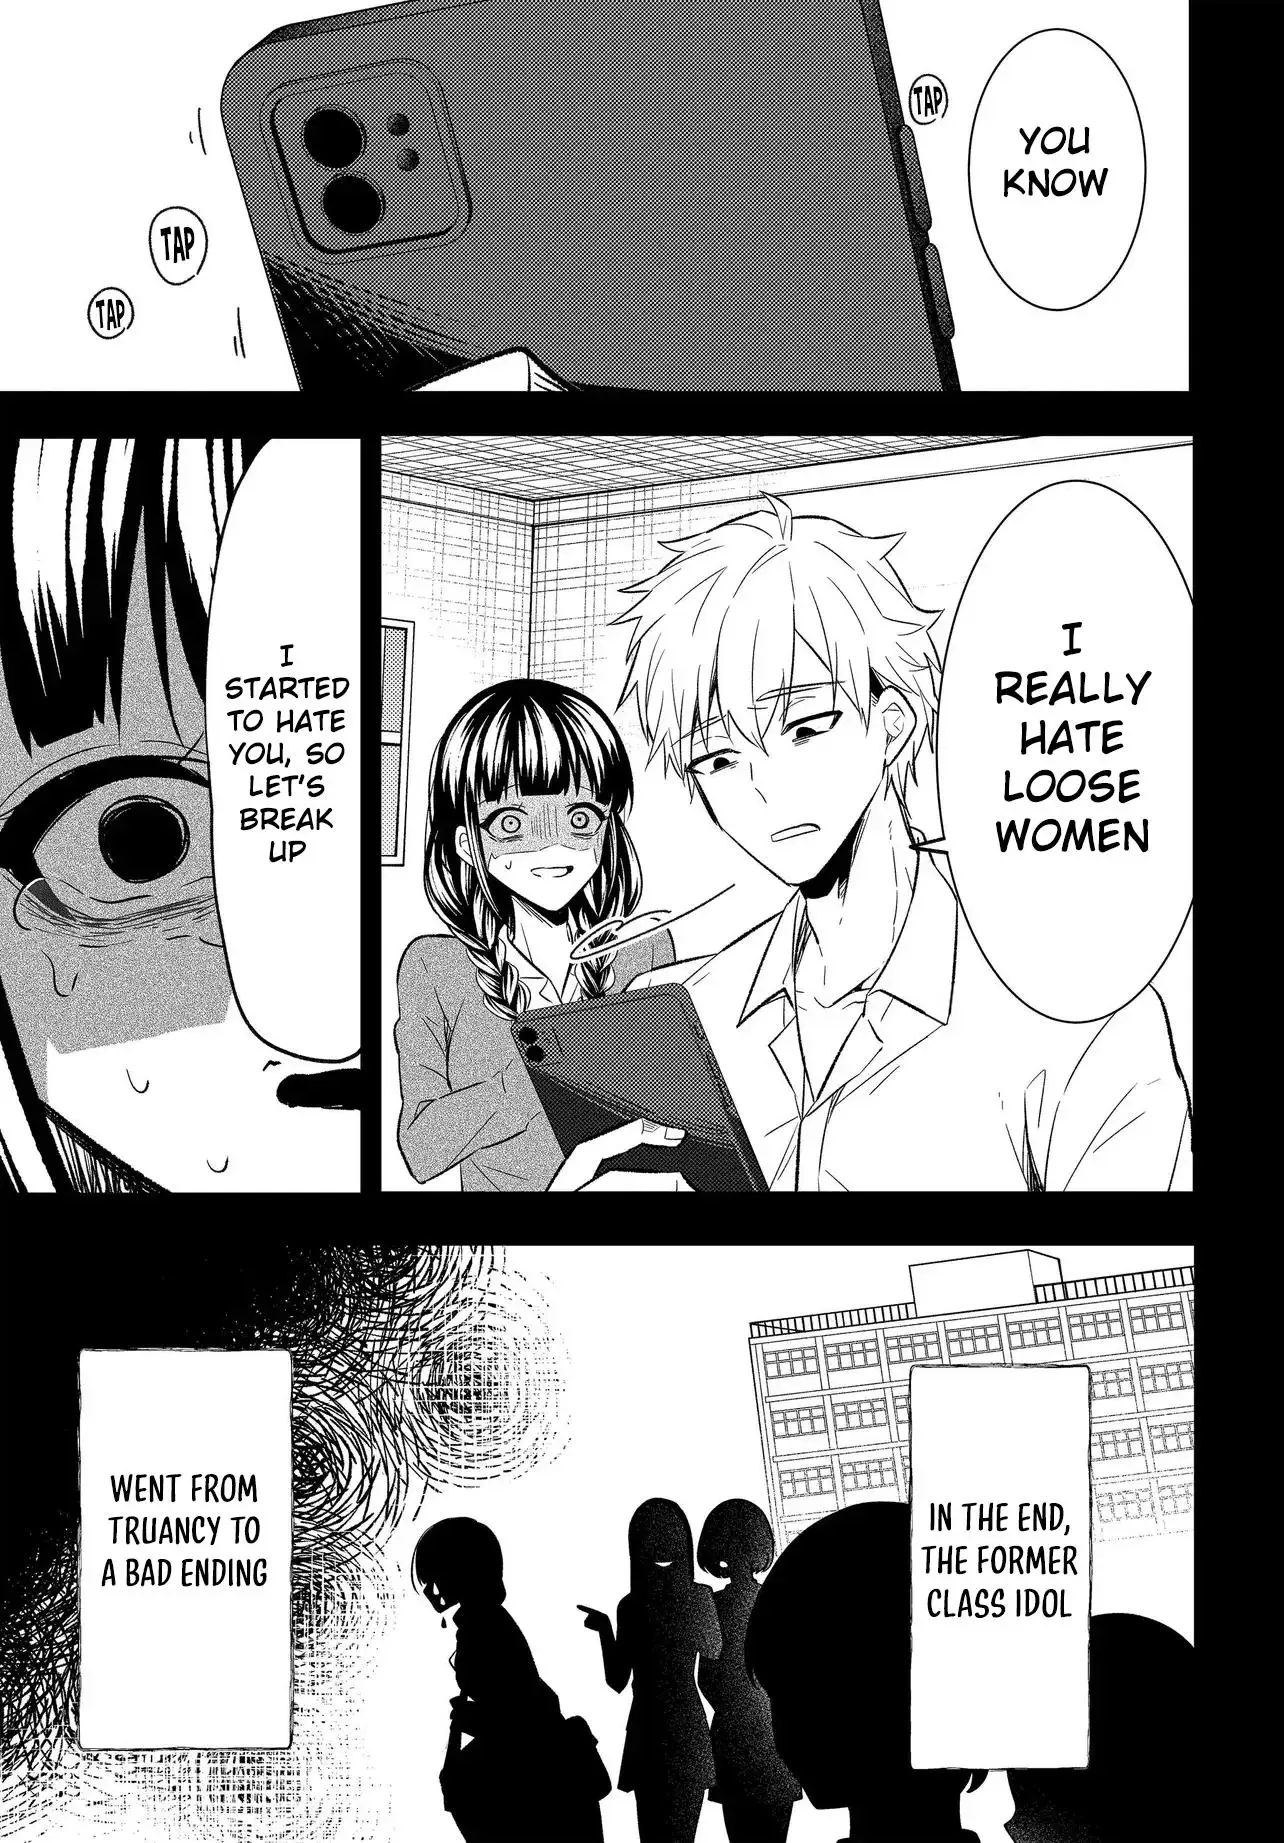 YOU
KNOW
TAP
TAP
TAP
I
REALLY
HATE
LOOSE
WOMEN
I
STARTED
TO HATE
YOU, SO
LET'S
BREAK
UP
IN THE END,
THE FORMER
CLASS IDOL
WENT FROM
TRUANCY TO
A BAD ENDING